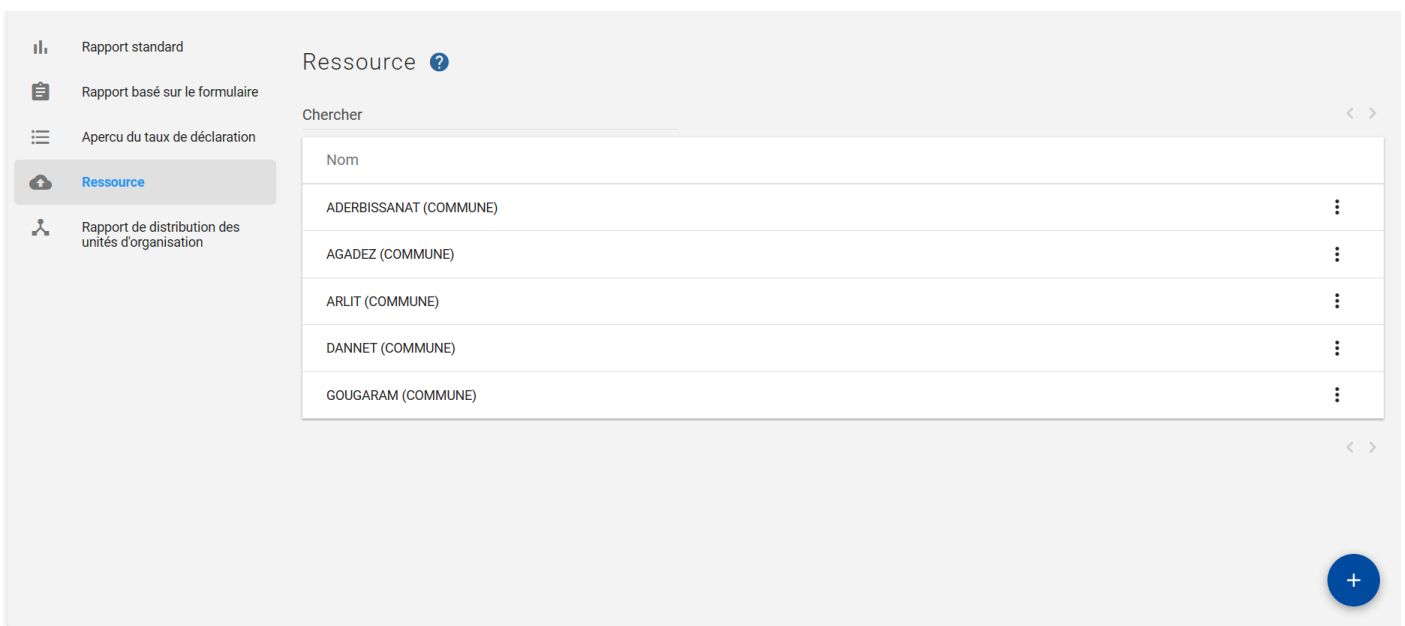 Rapport standard
Rapport basé sur le formulaire
Apercu du taux de déclaration
Ressource
Rapport de distribution des
unités d'organisation
Ressource ?
Chercher
Nom
ADERBISSANAT (COMMUNE)
AGADEZ (COMMUNE)
ARLIT (COMMUNE)
DANNET (COMMUNE)
GOUGARAM (COMMUNE)